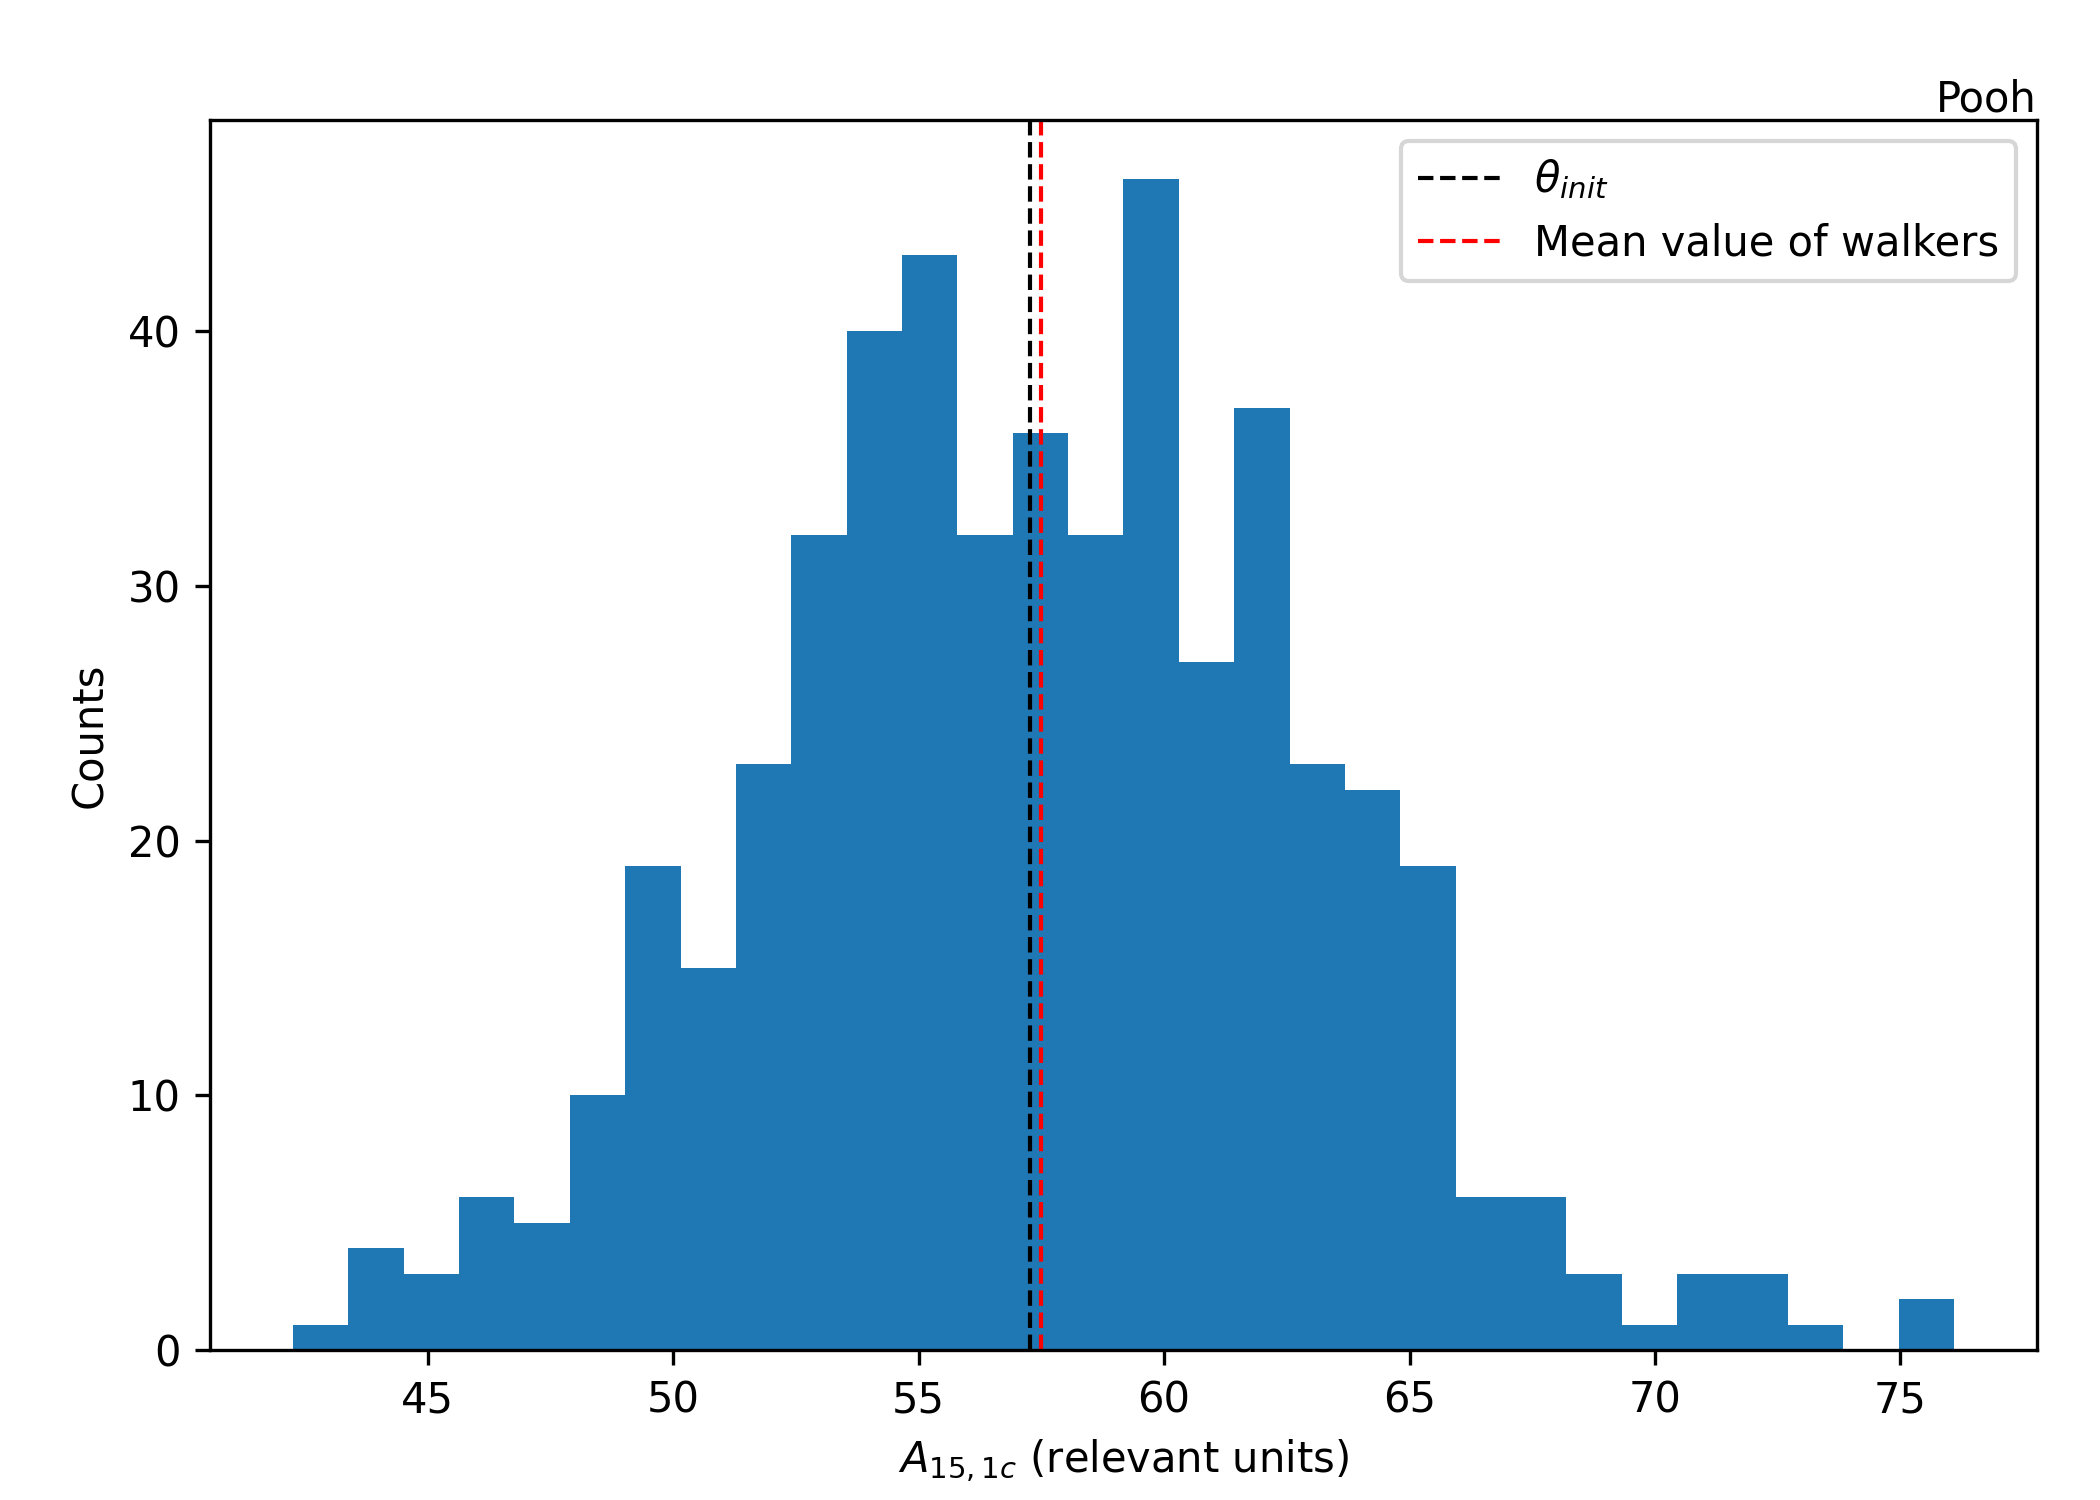 Pooh
θ_init
Mean value of walkers
Counts
40
30
20
10
0
45 50 55 60 65 70 75
A_15,1c (relevant units)